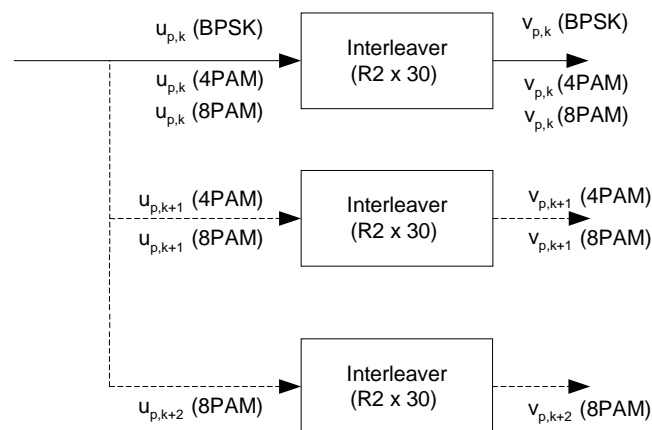 u_{p,k} (BPSK)
Interleaver
(R2 x 30)
v_{p,k} (BPSK)
u_{p,k} (4PAM)
v_{p,k} (4PAM)
u_{p,k} (8PAM)
v_{p,k} (8PAM)
u_{p,k+1} (4PAM)
Interleaver
(R2 x 30)
v_{p,k+1} (4PAM)
u_{p,k+1} (8PAM)
v_{p,k+1} (8PAM)
Interleaver
(R2 x 30)
u_{p,k+2} (8PAM)
v_{p,k+2} (8PAM)